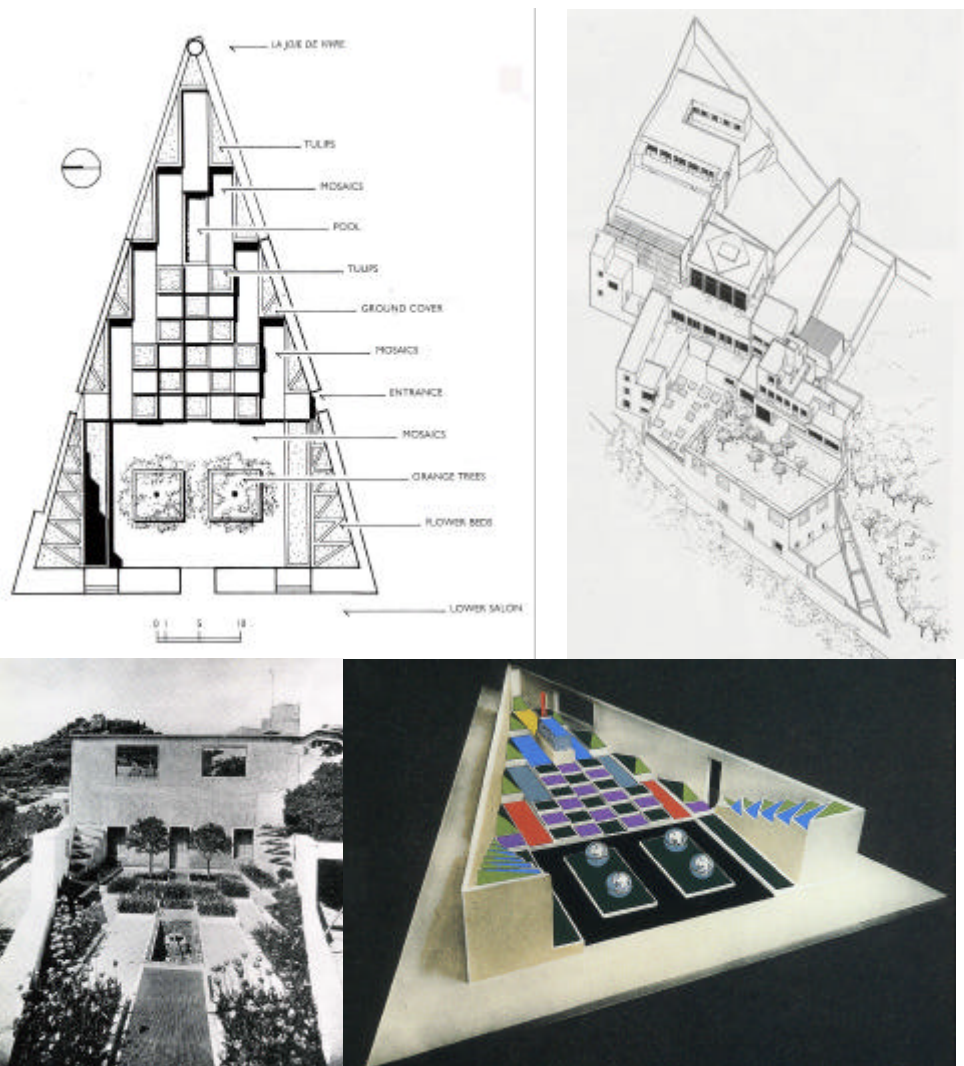 LA JOIE DE VIVRE
TULIPS
MOSAICS
POOL
TULIPS
GROUND COVER
MOSAICS
ENTRANCE
MOSAICS
ORANGE TREES
FLOWER BEDS
LOWER SALON
0 1 5 10